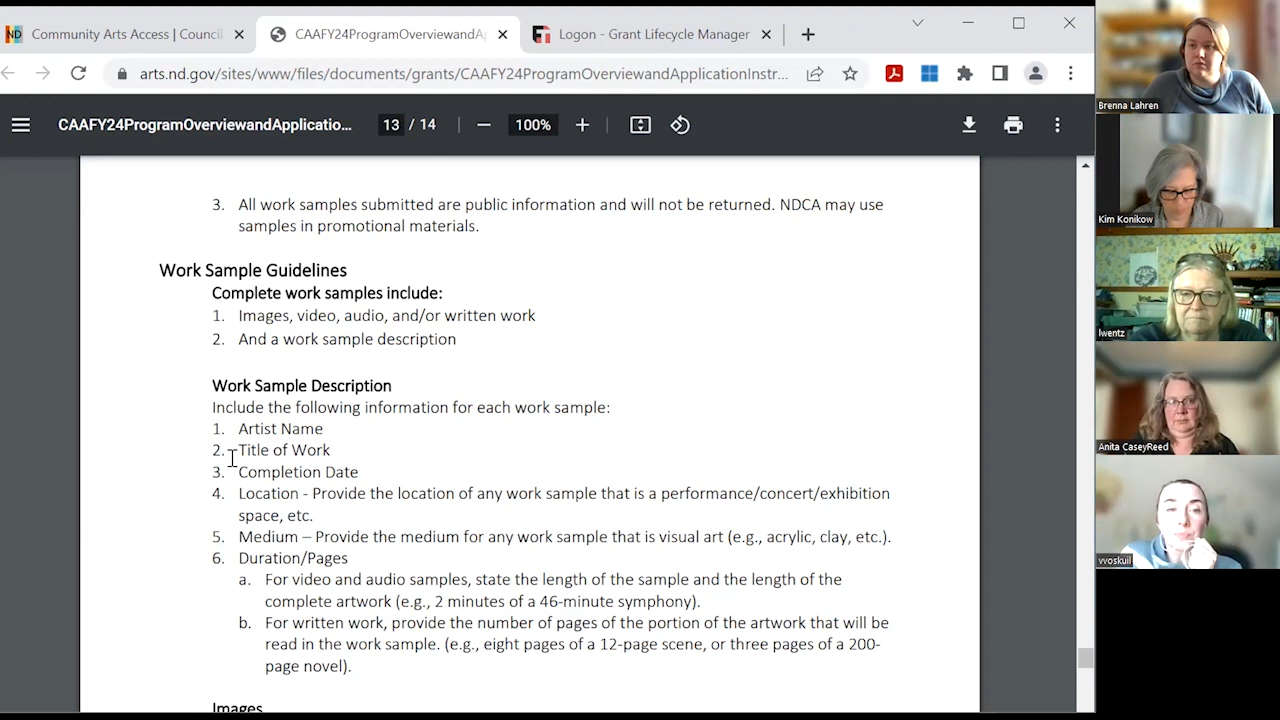 Community Arts Access | Council
CAAFY24ProgramOverviewandAp
Logon - Grant Lifecycle Manager
arts.nd.gov/sites/www/files/documents/grants/CAAFY24ProgramOverviewandApplicationInstr...
CAAFY24ProgramOverviewandApplicatio...
13 / 14
100%
3. All work samples submitted are public information and will not be returned. NDCA may use
samples in promotional materials.
Work Sample Guidelines
Complete work samples include:
1. Images, video, audio, and/or written work
2. And a work sample description
Work Sample Description
Include the following information for each work sample:
1. Artist Name
2. Title of Work
3. Completion Date
4. Location - Provide the location of any work sample that is a performance/concert/exhibition
space, etc.
5. Medium – Provide the medium for any work sample that is visual art (e.g., acrylic, clay, etc.).
6. Duration/Pages
a. For video and audio samples, state the length of the sample and the length of the
complete artwork (e.g., 2 minutes of a 46-minute symphony).
b. For written work, provide the number of pages of the portion of the artwork that will be
read in the work sample. (e.g., eight pages of a 12-page scene, or three pages of a 200-
page novel).
Images
Brenna Lahren
Kim Konikow
lwentz
Anita CaseyReed
vvoskuil